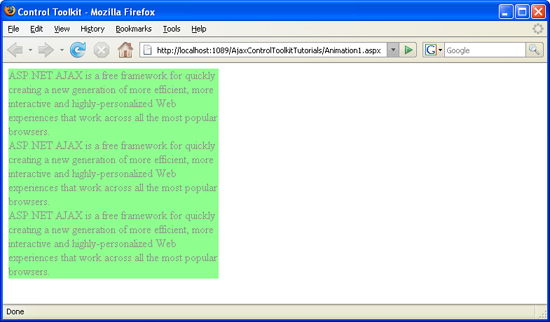 Control Toolkit - Mozilla Firefox
File Edit View History Bookmarks Tools Help
http://localhost:1089/AjaxControlToolkitTutorials/Animation1.aspx
G Google
ASP.NET AJAX is a free framework for quickly
creating a new generation of more efficient, more
interactive and highly-personalized Web
experiences that work across all the most popular
browsers.
ASP.NET AJAX is a free framework for quickly
creating a new generation of more efficient, more
interactive and highly-personalized Web
experiences that work across all the most popular
browsers.
ASP.NET AJAX is a free framework for quickly
creating a new generation of more efficient, more
interactive and highly-personalized Web
experiences that work across all the most popular
browsers.
Done